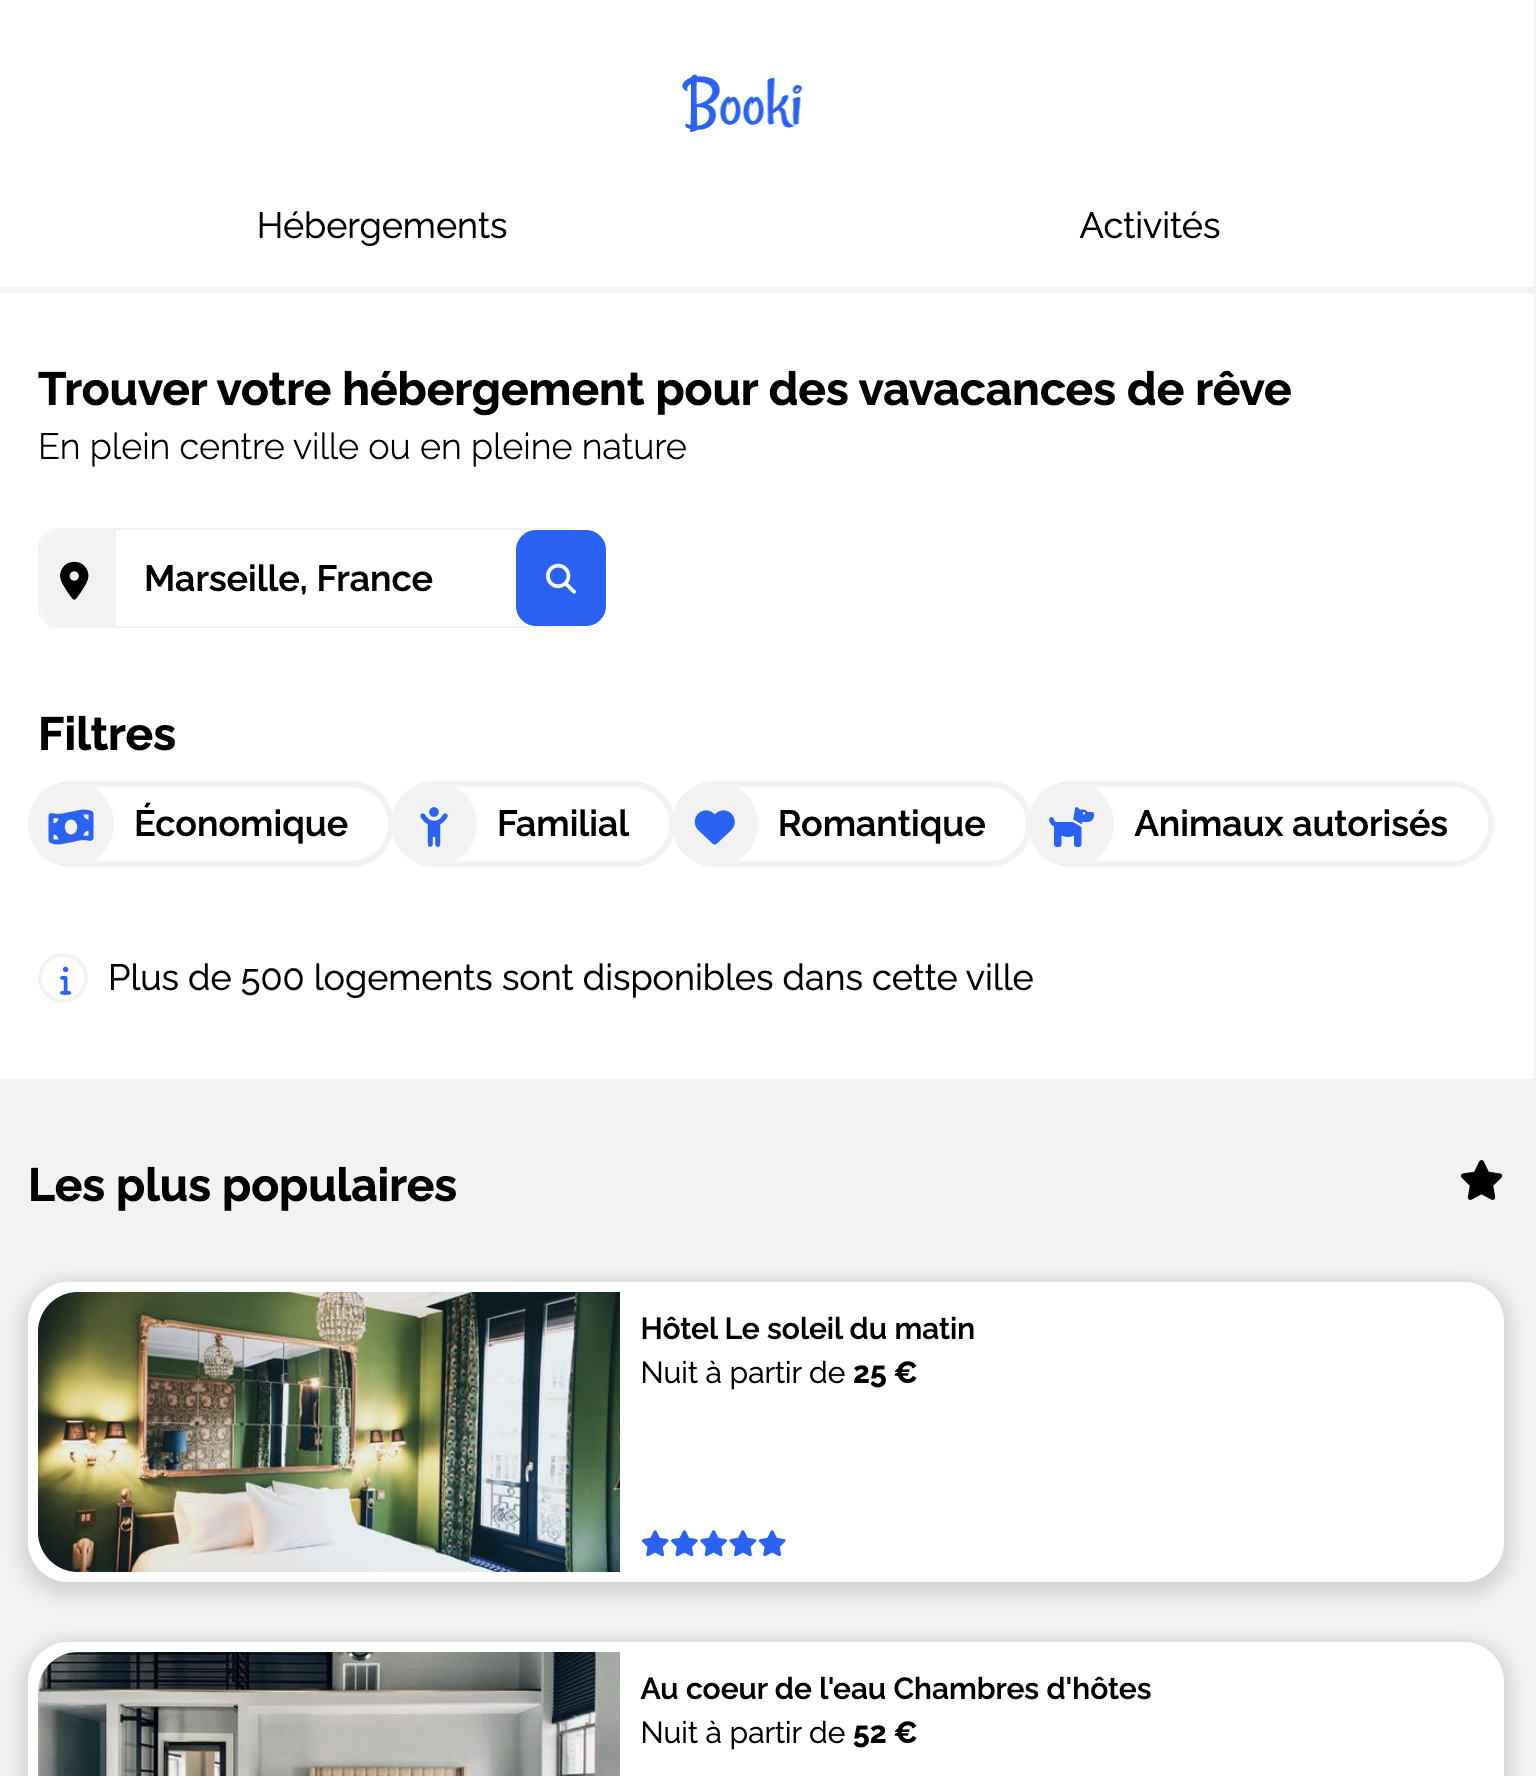 Booki
Hébergements
Activités
Trouver votre hébergement pour des vavacances de rêve
En plein centre ville ou en pleine nature
Marseille, France
Filtres
Économique
Familial
Romantique
Animaux autorisés
i Plus de 500 logements sont disponibles dans cette ville
Les plus populaires
Hôtel Le soleil du matin
Nuit à partir de 25 €
Au coeur de l'eau Chambres d'hôtes
Nuit à partir de 52 €